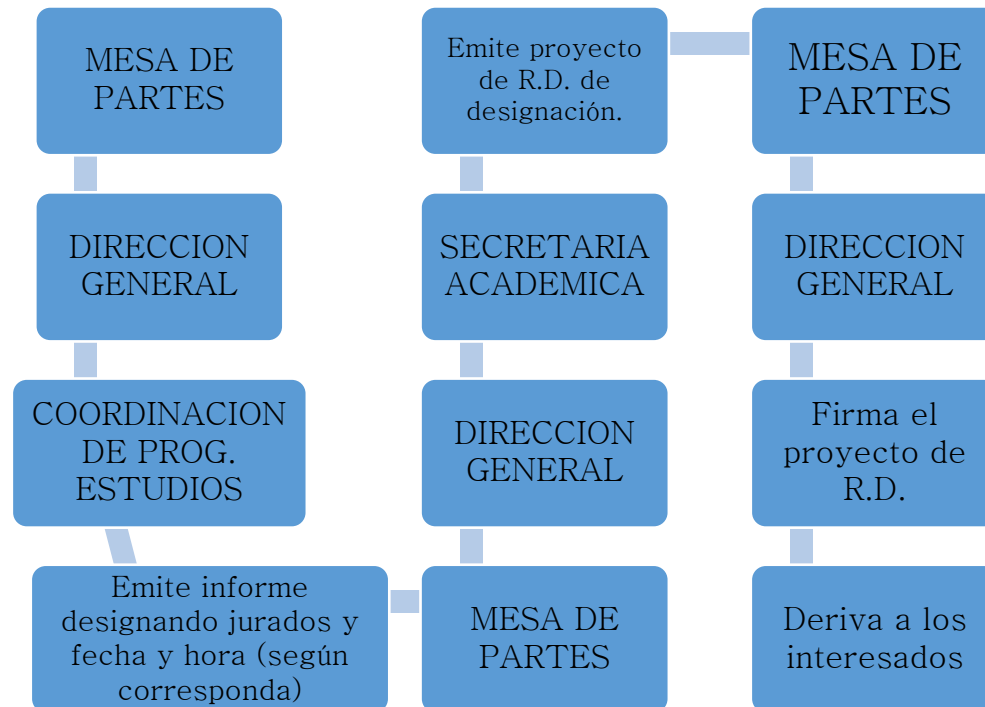 MESA DE
PARTES
DIRECCION
GENERAL
COORDINACION
DE PROG.
ESTUDIOS
Emite informe
designando jurados y
fecha y hora (según
corresponda)
MESA DE
PARTES
DIRECCION
GENERAL
SECRETARIA
ACADEMICA
Emite proyecto
de R.D. de
designación.
MESA DE
PARTES
DIRECCION
GENERAL
Firma el
proyecto de
R.D.
Deriva a los
interesados